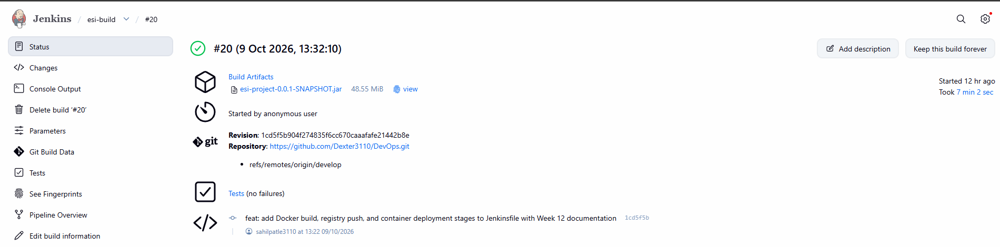 Jenkins / esi-build / #20
Status
Changes
Console Output
Delete build ‘#20’
Parameters
Git Build Data
Tests
See Fingerprints
Pipeline Overview
Edit build information
#20 (9 Oct 2026, 13:32:10)
Add description
Keep this build forever
Build Artifacts
esi-project-0.0.1-SNAPSHOT.jar 48.55 MiB view
Started 12 hr ago
Took 7 min 2 sec
Started by anonymous user
git
Revision: 1cd5f5b904f274835f6cc670caaafafe21442b8e
Repository: https://github.com/Dexter3110/DevOps.git
• refs/remotes/origin/develop
Tests (no failures)
feat: add Docker build, registry push, and container deployment stages to Jenkinsfile with Week 12 documentation 1cd5f5b
sahilpatle3110 at 13:22 09/10/2026